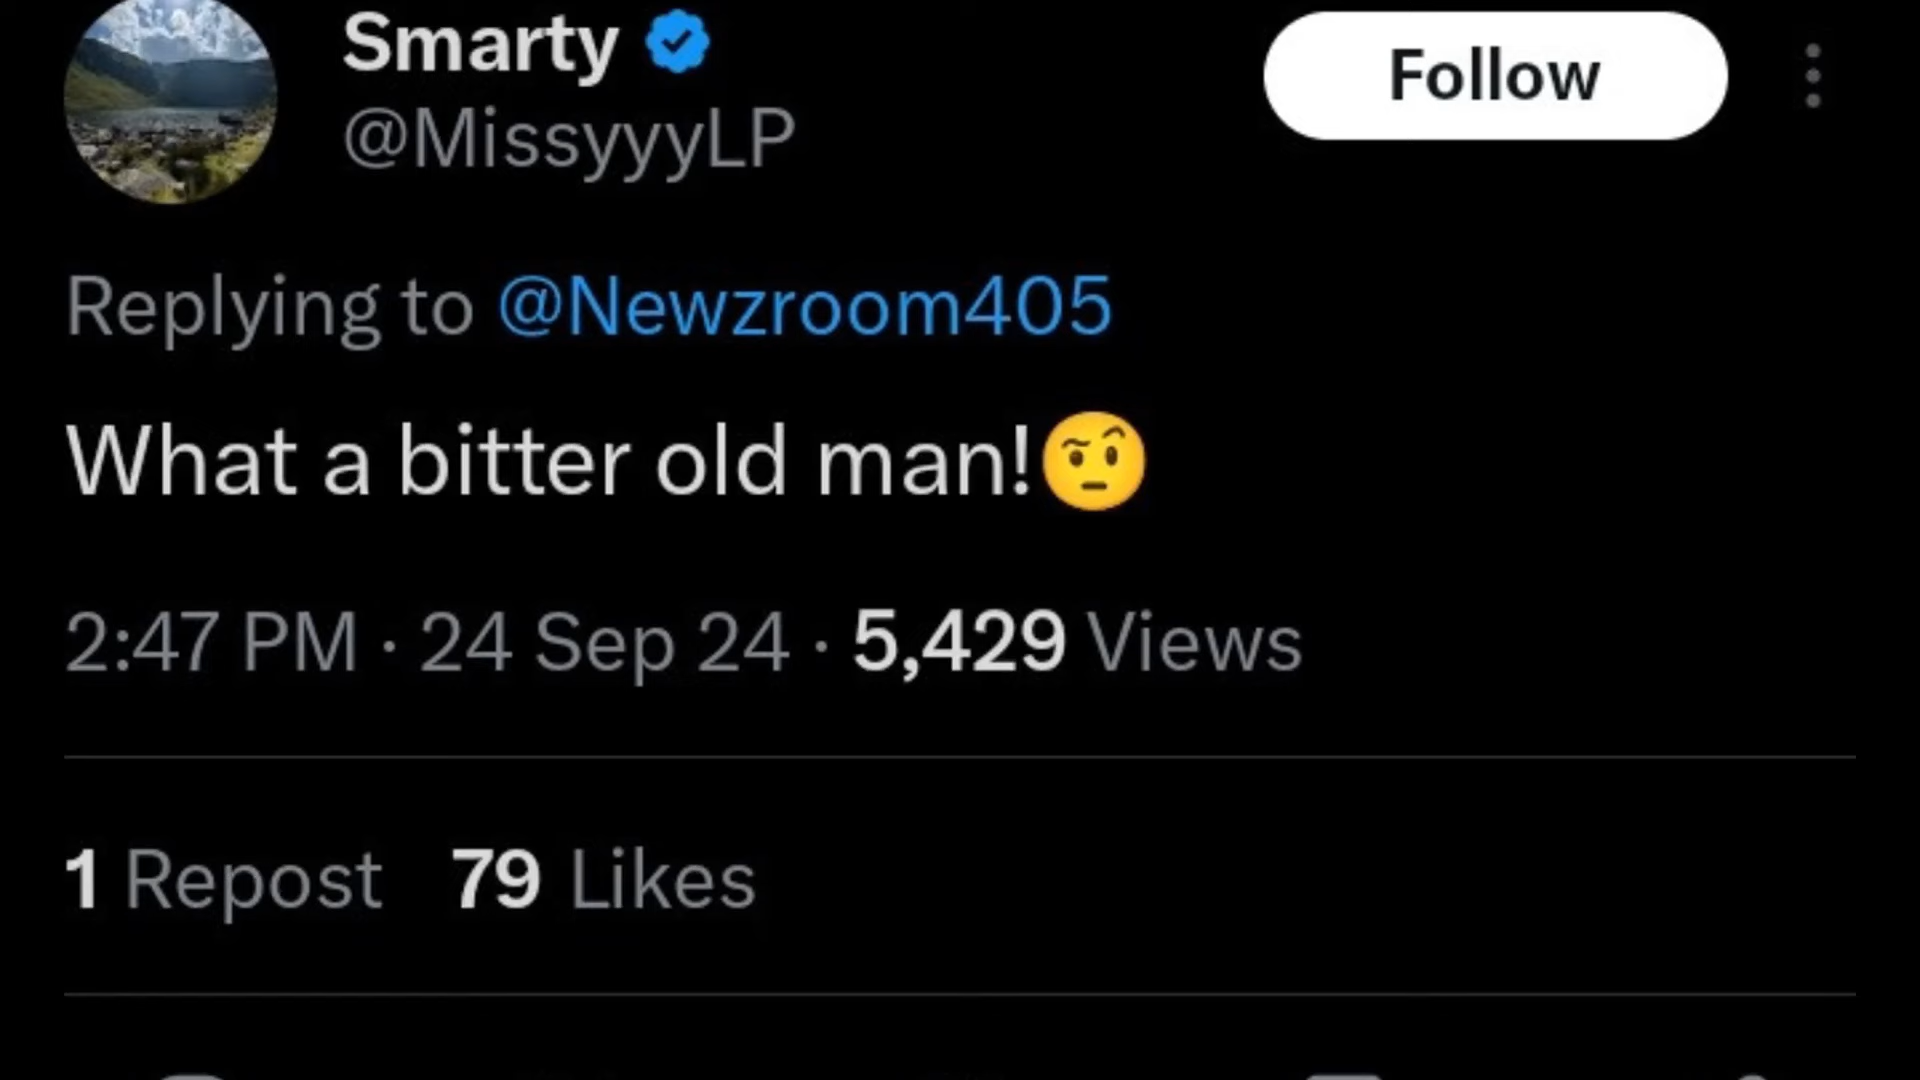 Smarty
@MissyyyLP
Follow
Replying to @Newzroom405
What a bitter old man!🤨
2:47 PM · 24 Sep 24 · 5,429 Views
1 Repost 79 Likes